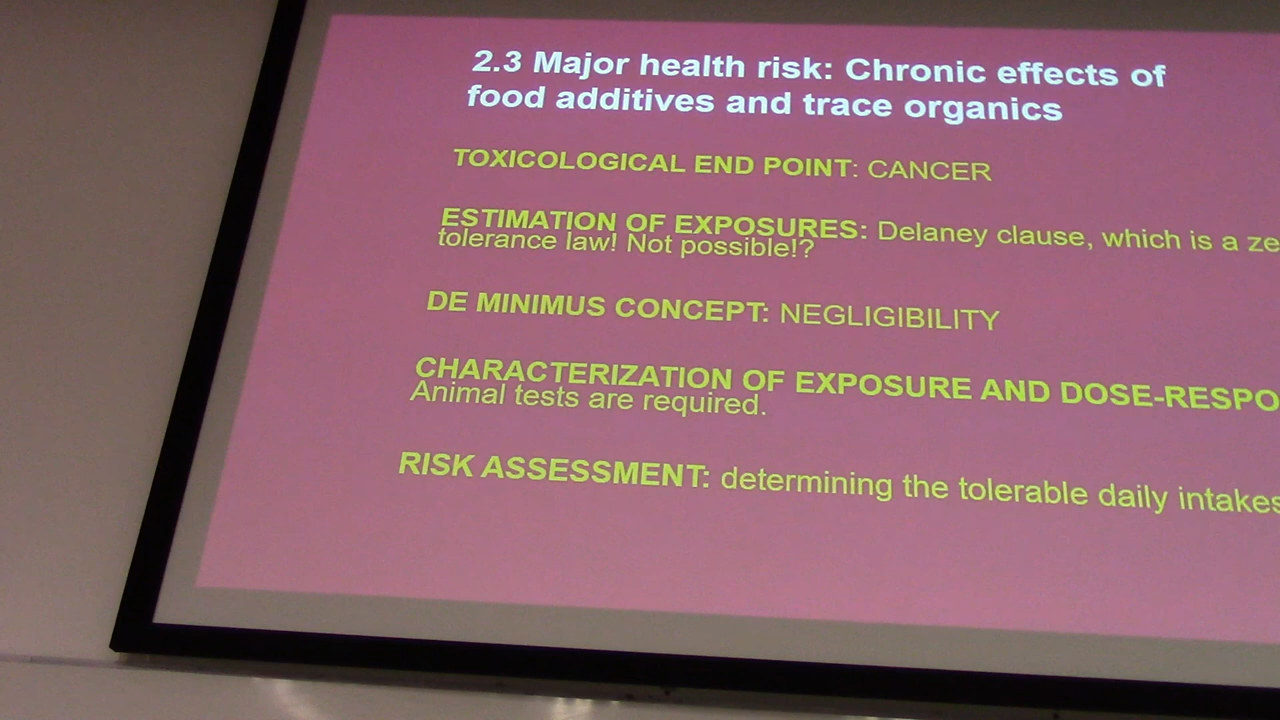 2.3 Major health risk: Chronic effects of
food additives and trace organics
TOXICOLOGICAL END POINT: CANCER
ESTIMATION OF EXPOSURES: Delaney clause, which is a ze
tolerance law! Not possible!?
DE MINIMUS CONCEPT: NEGLIGIBILITY
CHARACTERIZATION OF EXPOSURE AND DOSE-RESPO
Animal tests are required.
RISK ASSESSMENT: determining the tolerable daily intakes